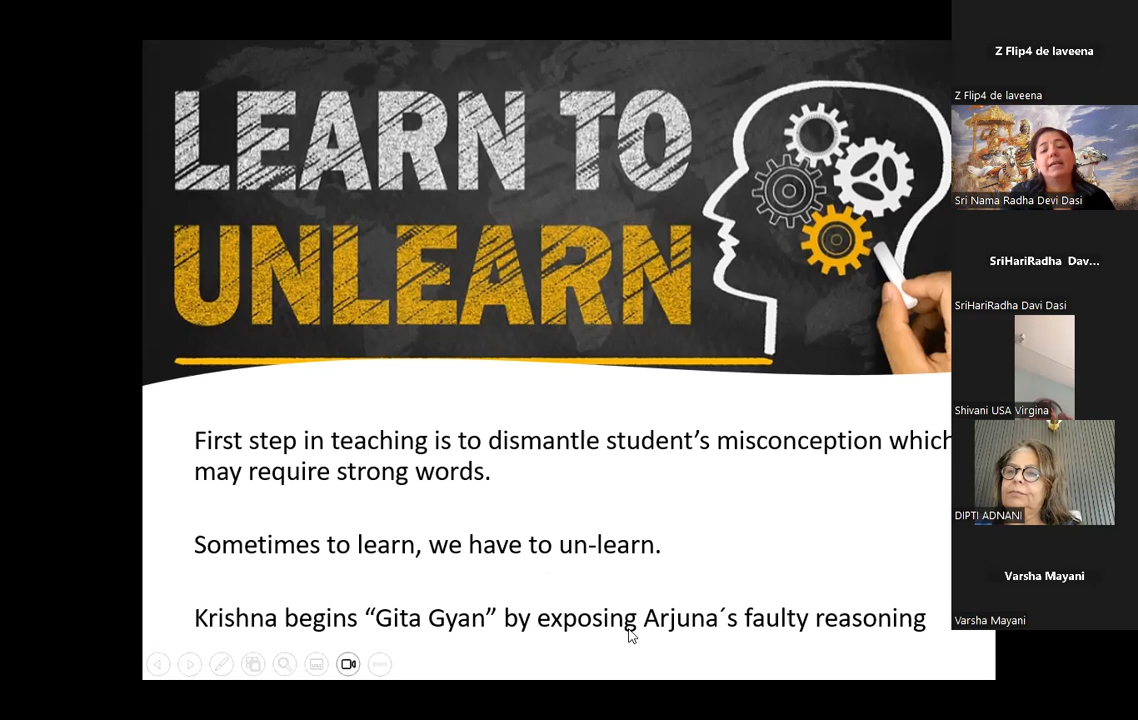 LEARN TO
UNLEARN
First step in teaching is to dismantle student’s misconception which
may require strong words.
Sometimes to learn, we have to un-learn.
Krishna begins “Gita Gyan” by exposing Arjuna´s faulty reasoning
Z Flip4 de laveena
Z Flip4 de laveena
Sri Nama Radha Devi Dasi
SriHariRadha Dav...
SriHariRadha Davi Dasi
Shivani USA Virgina
DIPTI ADNANI
Varsha Mayani
Varsha Mayani